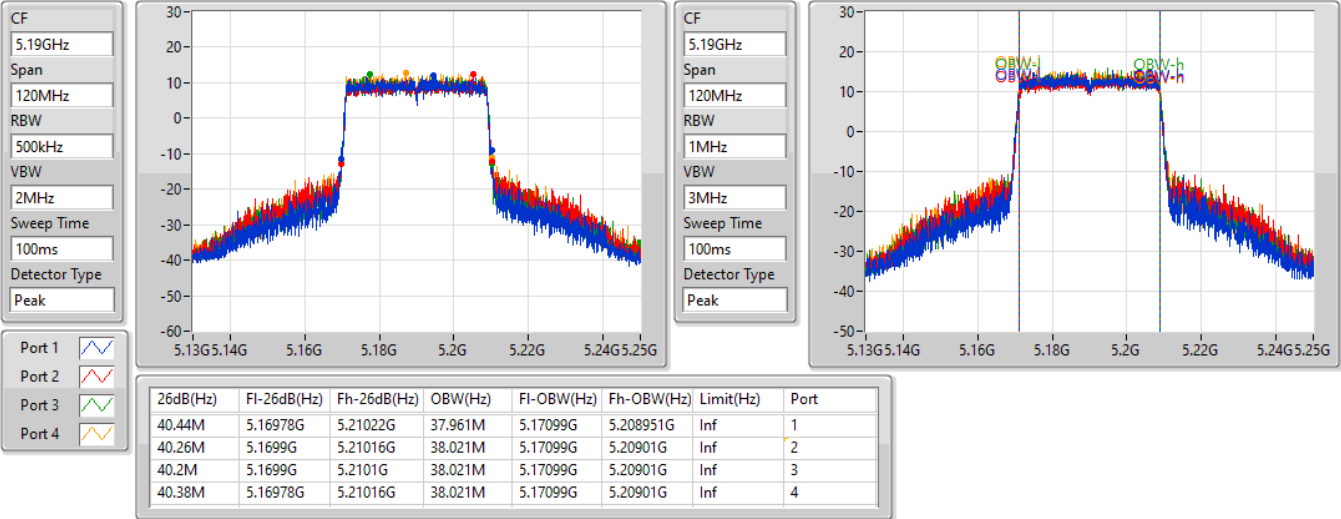 CF
5.19GHz
Span
120MHz
RBW
500kHz
VBW
2MHz
Sweep Time
100ms
Detector Type
Peak
Port 1
Port 2
Port 3
Port 4
30
20
10
0
-10
-20
-30
-40
-50
-60
5.13G 5.14G 5.16G 5.18G 5.2G 5.22G 5.24G 5.25G
CF
5.19GHz
Span
120MHz
RBW
1MHz
VBW
3MHz
Sweep Time
100ms
Detector Type
Peak
30
20
10
0
-10
-20
-30
-40
-50
OBW-l OBW-h
OBW-h
5.13G 5.14G 5.16G 5.18G 5.2G 5.22G 5.24G 5.25G
26dB(Hz) Fl-26dB(Hz) Fh-26dB(Hz) OBW(Hz) Fl-OBW(Hz) Fh-OBW(Hz) Limit(Hz) Port
40.44M 5.16978G 5.21022G 37.961M 5.17099G 5.208951G Inf 1
40.26M 5.1699G 5.21016G 38.021M 5.17099G 5.20901G Inf 2
40.2M 5.1699G 5.2101G 38.021M 5.17099G 5.20901G Inf 3
40.38M 5.16978G 5.21016G 38.021M 5.17099G 5.20901G Inf 4